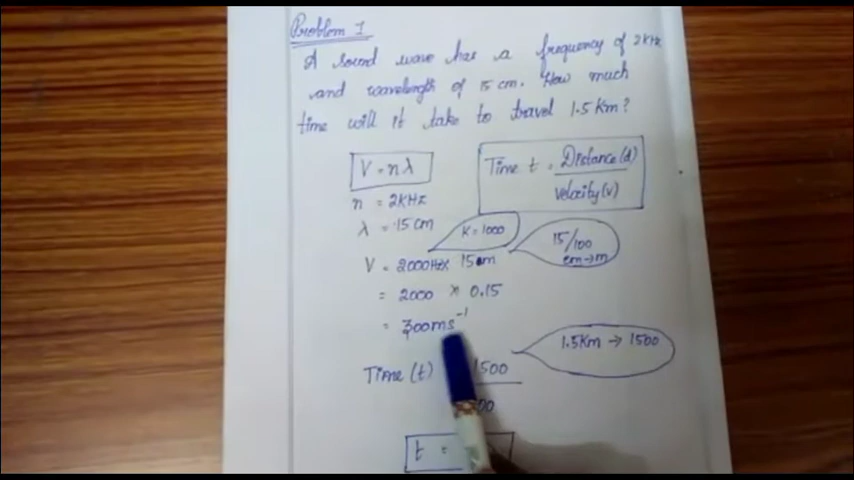 Problem 1
A sound wave has a frequency of 2KHz
and wavelength of 15 cm. How much
time will it take to travel 1.5 Km?
V = nλ
Time t = Distance(d) / velocity(v)
n = 2KHz
λ = 15 cm
K = 1000
15/100
cm→m
V = 2000Hz x 15cm
= 2000 x 0.15
= 300ms⁻¹
1.5Km → 1500
Time (t) 1500
00
t =